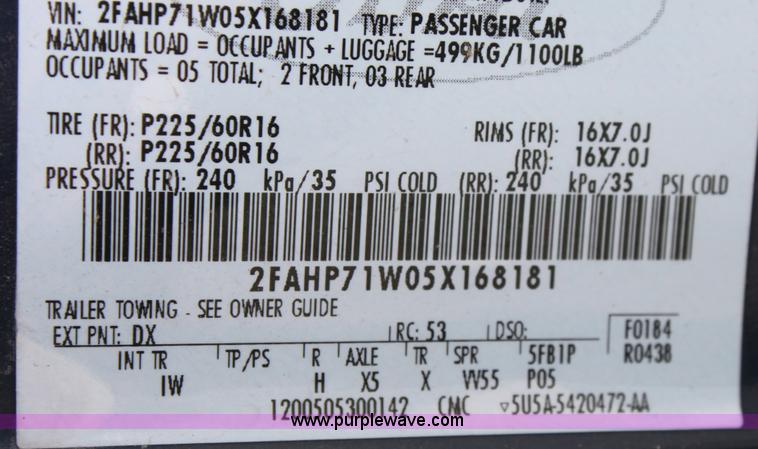 VIN: 2FAHP71W05X168181 TYPE: PASSENGER CAR
MAXIMUM LOAD = OCCUPANTS + LUGGAGE =499KG/1100LB
OCCUPANTS = 05 TOTAL; 2 FRONT, 03 REAR
TIRE (FR): P225/60R16 RIMS (FR): 16X7.0J
(RR): P225/60R16 (RR): 16X7.0J
PRESSURE (FR): 240 kPa/35 PSI COLD (RR): 240 kPa/35 PSI COLD
2FAHP71W05X168181
TRAILER TOWING - SEE OWNER GUIDE
EXT PNT: DX RC: 53 DSO: F0184
INT TR TP/PS R AXLE TR SPR 5FB1P R0438
IW H X5 X VV55 P05
1200505300142 CMC ▿5U5A-5420472-AA
www.purplewave.com